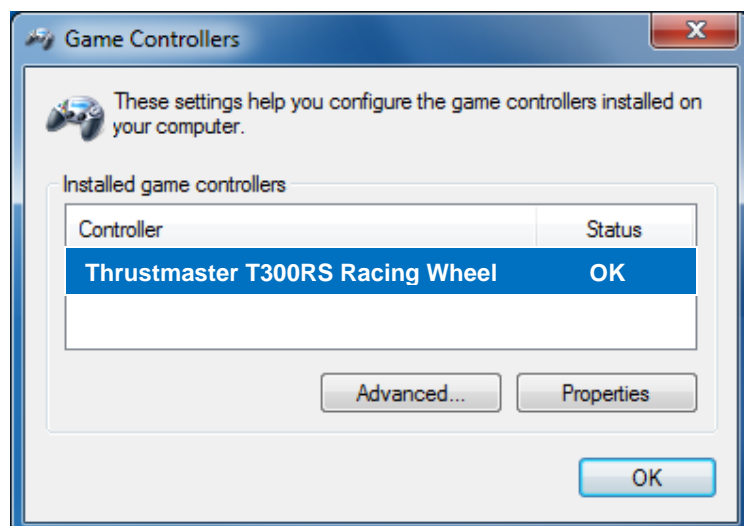 Game Controllers
These settings help you configure the game controllers installed on
your computer.
Installed game controllers
Controller Status
Thrustmaster T300RS Racing Wheel OK
Advanced... Properties
OK